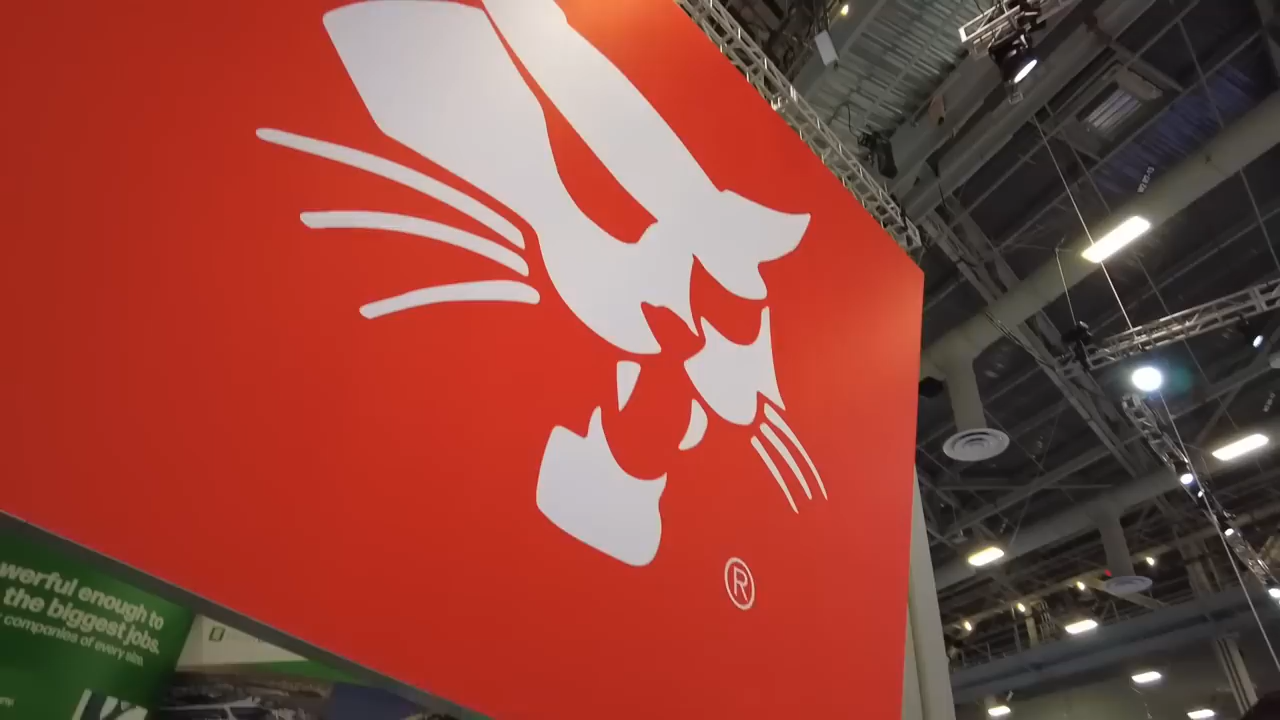 ®
werful enough to
the biggest jobs.
companies of every size.